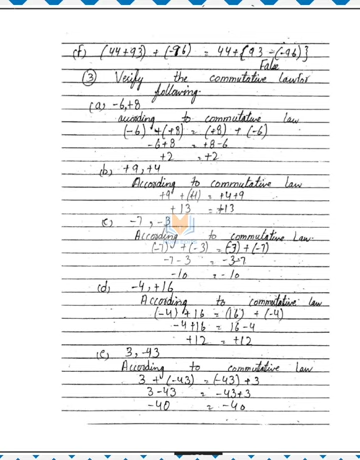 (f) (44+93) + (-96) = 44+{93-(-96)}
False
(3) Verify the commutative law for
following.
(a) -6,+8
According to commutative law
(-6) + (+8) = (+8) + (-6)
-6+8 = +8-6
+2 = +2
(b) +9, +4
According to commutative law
+9 + (+4) = +4+9
+13 = +13
(c) -7, -3
According to commutative Law.
(-7) + (-3) = (-3) + (-7)
-7-3 = -3-7
-10 = -10
(d) -4, +16
According to commutative law
(-4) + 16 = (16) + (-4)
-4+16 = 16-4
+12 = +12
(e) 3, -43
According to commutative law
3 + (-43) = (-43) + 3
3-43 = -43+3
-40 = -40